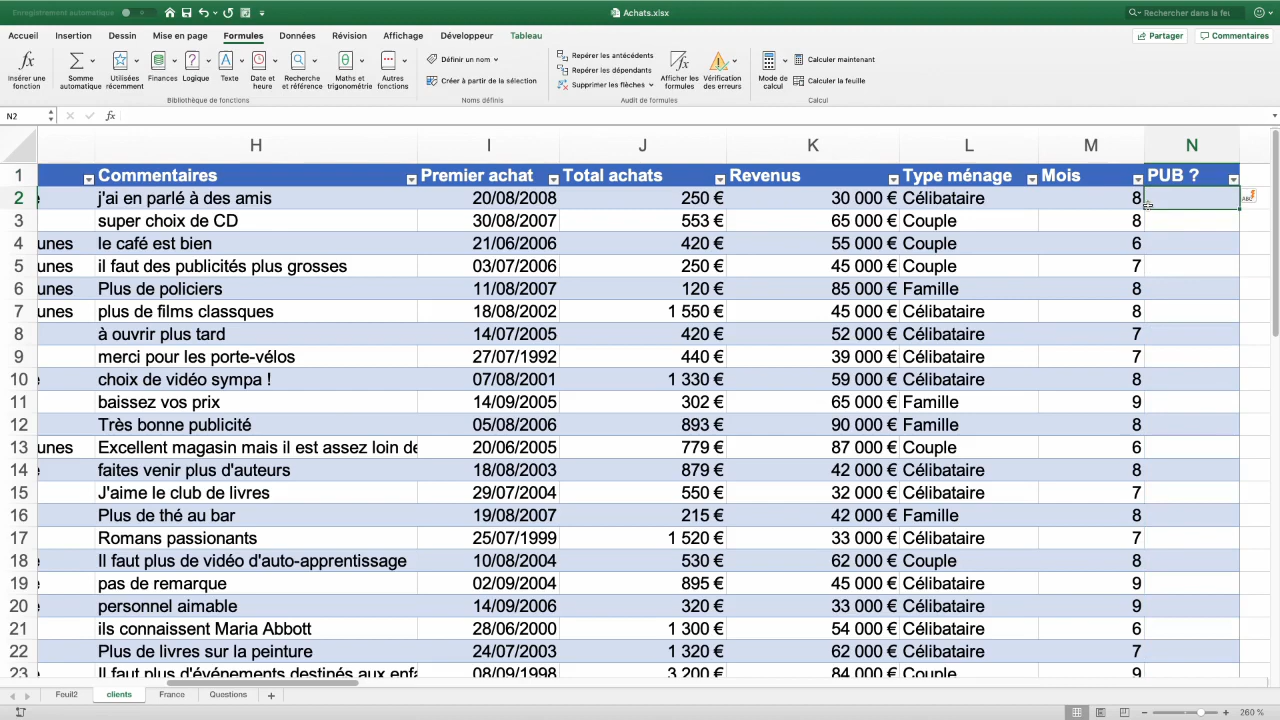 Enregistrement automatique
Achats.xlsx
Rechercher dans la feu
Accueil Insertion Dessin Mise en page Formules Données Révision Affichage Développeur Tableau
Partager Commentaires
Insérer une fonction
Somme automatique
Utilisées récemment
Finances
Logique
Texte
Date et heure
Recherche et référence
Maths et trigonométrie
Autres fonctions
Bibliothèque de fonctions
Définir un nom
Créer à partir de la sélection
Noms définis
Repérer les antécédents
Repérer les dépendants
Supprimer les flèches
Afficher les formules
Vérification des erreurs
Audit de formules
Mode de calcul
Calculer maintenant
Calculer la feuille
Calcul
N2 fx
H I J K L M N
1 Commentaires Premier achat Total achats Revenus Type ménage Mois PUB ?
2 j'ai en parlé à des amis 20/08/2008 250 € 30 000 € Célibataire 8
3 super choix de CD 30/08/2007 553 € 65 000 € Couple 8
4 unes le café est bien 21/06/2006 420 € 55 000 € Couple 6
5 unes il faut des publicités plus grosses 03/07/2006 250 € 45 000 € Couple 7
6 unes Plus de policiers 11/08/2007 120 € 85 000 € Famille 8
7 unes plus de films classques 18/08/2002 1 550 € 45 000 € Célibataire 8
8 à ouvrir plus tard 14/07/2005 420 € 52 000 € Célibataire 7
9 merci pour les porte-vélos 27/07/1992 440 € 39 000 € Célibataire 7
10 choix de vidéo sympa ! 07/08/2001 1 330 € 59 000 € Célibataire 8
11 baissez vos prix 14/09/2005 302 € 65 000 € Famille 9
12 Très bonne publicité 05/08/2006 893 € 90 000 € Famille 8
13 unes Excellent magasin mais il est assez loin de 20/06/2005 779 € 87 000 € Couple 6
14 faites venir plus d'auteurs 18/08/2003 879 € 42 000 € Célibataire 8
15 J'aime le club de livres 29/07/2004 550 € 32 000 € Célibataire 7
16 Plus de thé au bar 19/08/2007 215 € 42 000 € Famille 8
17 Romans passionants 25/07/1999 1 520 € 33 000 € Célibataire 7
18 Il faut plus de vidéo d'auto-apprentissage 10/08/2004 530 € 62 000 € Couple 8
19 pas de remarque 02/09/2004 895 € 45 000 € Célibataire 9
20 personnel aimable 14/09/2006 320 € 33 000 € Célibataire 9
21 ils connaissent Maria Abbott 28/06/2000 1 300 € 54 000 € Célibataire 6
22 Plus de livres sur la peinture 24/07/2003 1 320 € 62 000 € Célibataire 7
23 Il faut plus d'événements destinés aux enfa 08/09/1998 3 200 € 84 000 € Couple 9
Feuil2 clients France Questions
260 %